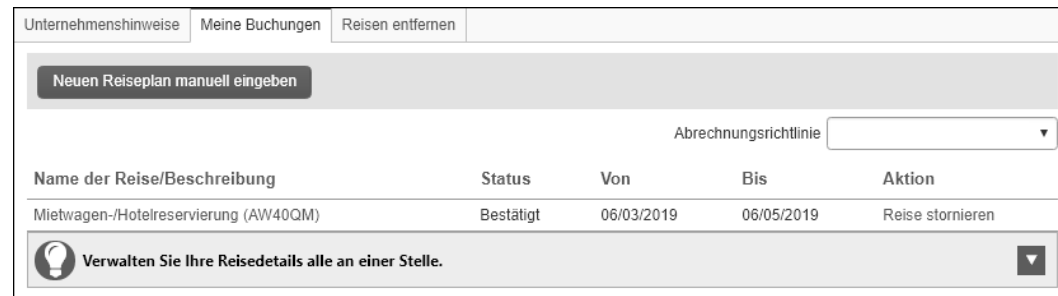 Unternehmenshinweise Meine Buchungen Reisen entfernen
Neuen Reiseplan manuell eingeben
Abrechnungsrichtlinie
Name der Reise/Beschreibung Status Von Bis Aktion
Mietwagen-/Hotelreservierung (AW40QM) Bestätigt 06/03/2019 06/05/2019 Reise stornieren
Verwalten Sie Ihre Reisedetails alle an einer Stelle.